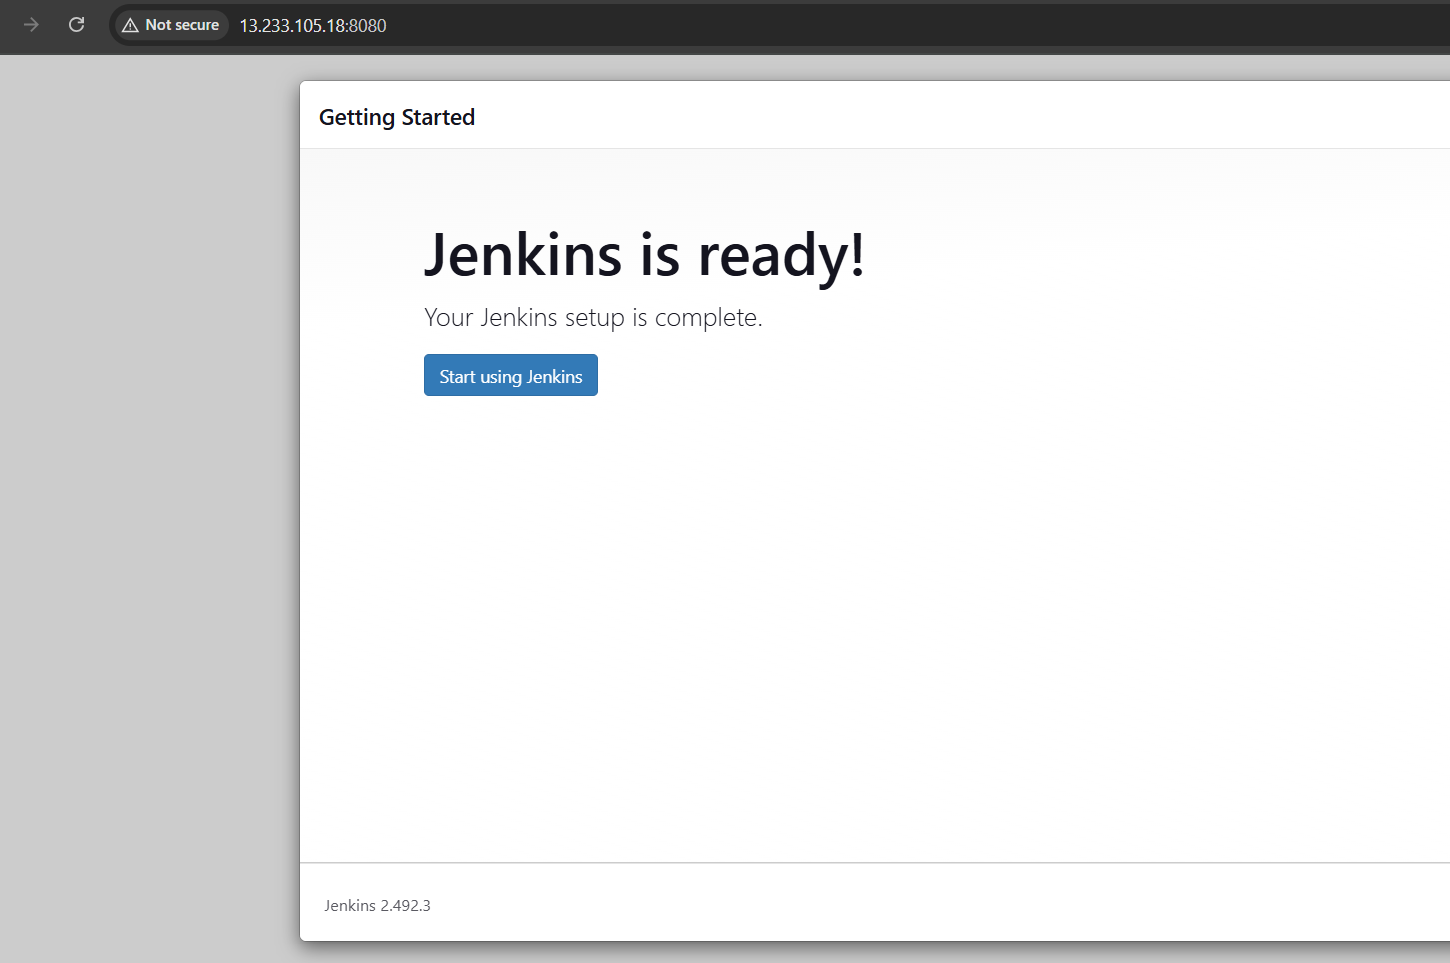 Not secure 13.233.105.18:8080
Getting Started
Jenkins is ready!
Your Jenkins setup is complete.
Start using Jenkins
Jenkins 2.492.3